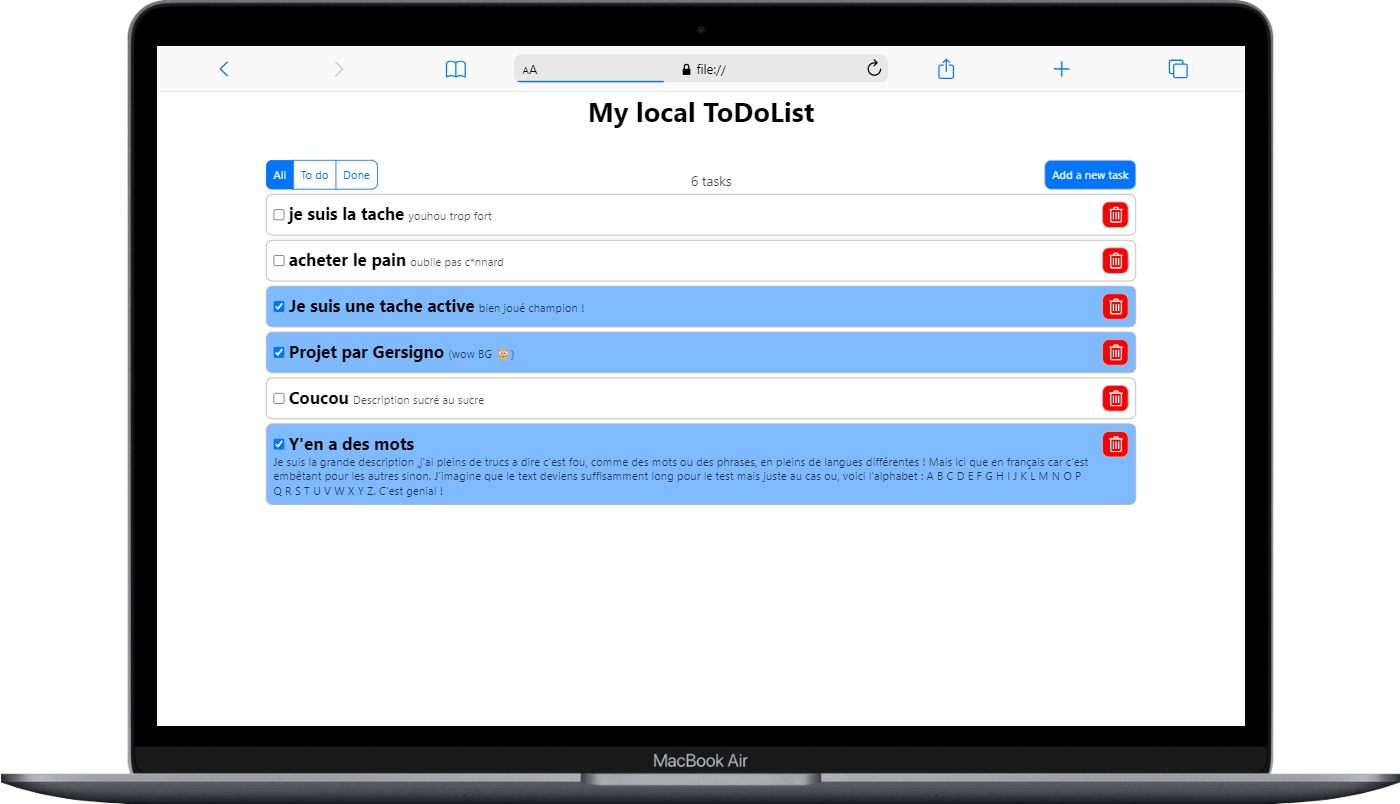 AA
file://
My local ToDoList
All To do Done
6 tasks
Add a new task
je suis la tache youhou trop fort
acheter le pain oublie pas c*nnard
Je suis une tache active bien joué champion !
Projet par Gersigno (wow BG 😳)
Coucou Description sucré au sucre
Y'en a des mots
Je suis la grande description ,j'ai pleins de trucs a dire c'est fou, comme des mots ou des phrases, en pleins de langues différentes ! Mais ici que en français car c'est
embêtant pour les autres sinon. J'imagine que le text deviens suffisamment long pour le test mais juste au cas ou, voici l'alphabet : A B C D E F G H I J K L M N O P
Q R S T U V W X Y Z. C'est genial !
MacBook Air